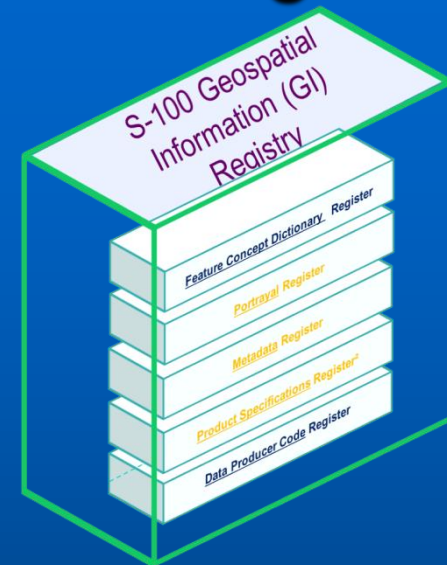 S-100 Geospatial
Information (GI)
Registry
Feature Concept Dictionary Register
Portrayal Register
Metadata Register
Product Specifications Register²
Data Producer Code Register